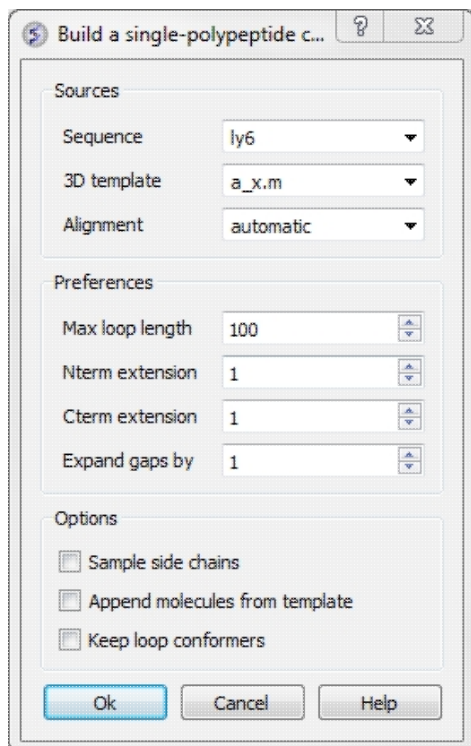 Build a single-polypeptide c...
Sources
Sequence ly6
3D template a_x.m
Alignment automatic
Preferences
Max loop length 100
Nterm extension 1
Cterm extension 1
Expand gaps by 1
Options
Sample side chains
Append molecules from template
Keep loop conformers
Ok Cancel Help